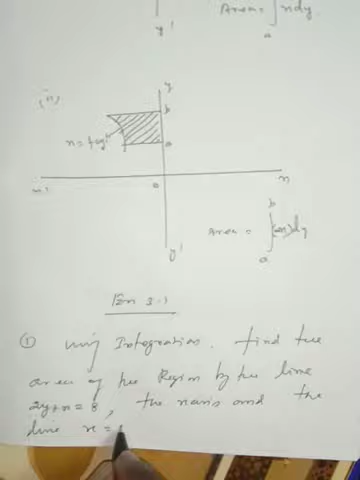 Area = ∫ x dy
y'
a
(ii)
y
b
x = f(y)
a
x'
o
x
b
Area = ∫ (-x) dy
a
y'
Ex 3.1
① Using Integration. find the
area of the Region by the line
2y+x = 8, the x axis and the
line x =